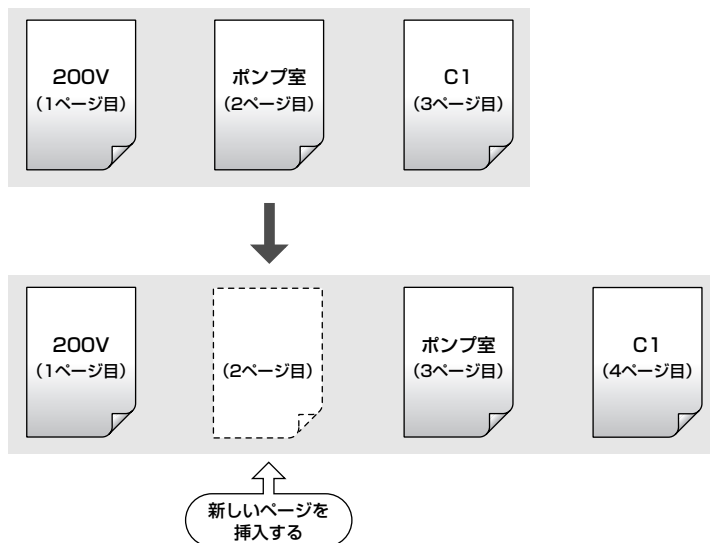 200V
（1ページ目）
ポンプ室
（2ページ目）
C1
（3ページ目）
200V
（1ページ目）
（2ページ目）
ポンプ室
（3ページ目）
C1
（4ページ目）
新しいページを
挿入する